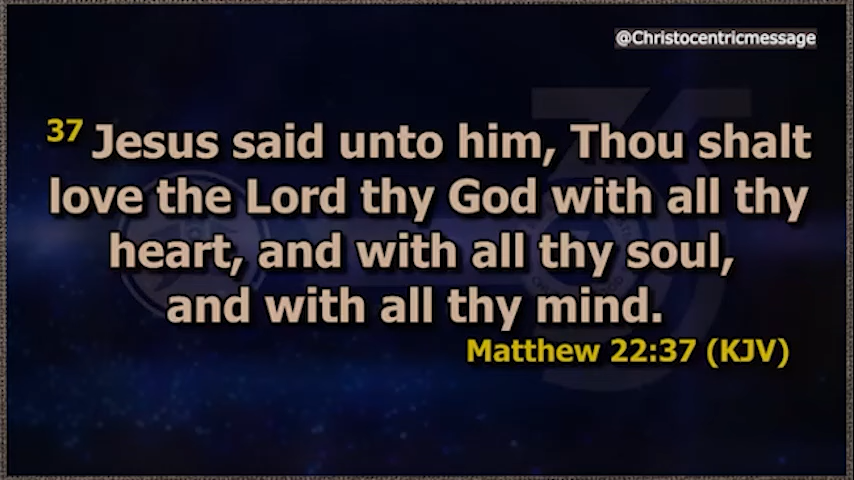 @Christocentricmessage
37 Jesus said unto him, Thou shalt
love the Lord thy God with all thy
heart, and with all thy soul,
and with all thy mind.
Matthew 22:37 (KJV)